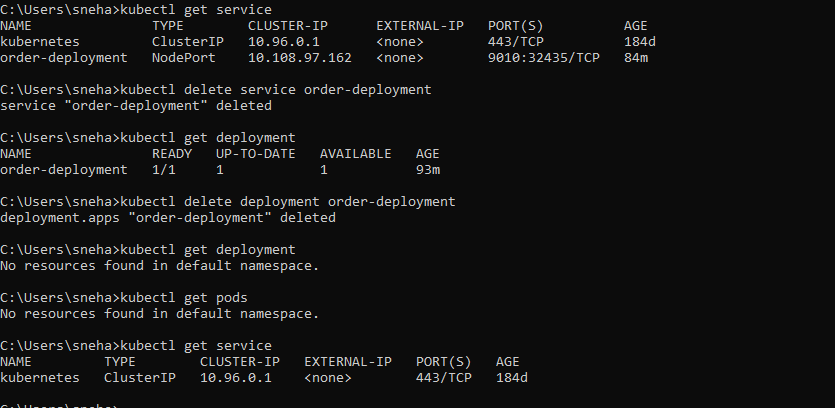 C:\Users\sneha>kubectl get service
NAME TYPE CLUSTER-IP EXTERNAL-IP PORT(S) AGE
kubernetes ClusterIP 10.96.0.1 <none> 443/TCP 184d
order-deployment NodePort 10.108.97.162 <none> 9010:32435/TCP 84m
C:\Users\sneha>kubectl delete service order-deployment
service "order-deployment" deleted
C:\Users\sneha>kubectl get deployment
NAME READY UP-TO-DATE AVAILABLE AGE
order-deployment 1/1 1 1 93m
C:\Users\sneha>kubectl delete deployment order-deployment
deployment.apps "order-deployment" deleted
C:\Users\sneha>kubectl get deployment
No resources found in default namespace.
C:\Users\sneha>kubectl get pods
No resources found in default namespace.
C:\Users\sneha>kubectl get service
NAME TYPE CLUSTER-IP EXTERNAL-IP PORT(S) AGE
kubernetes ClusterIP 10.96.0.1 <none> 443/TCP 184d